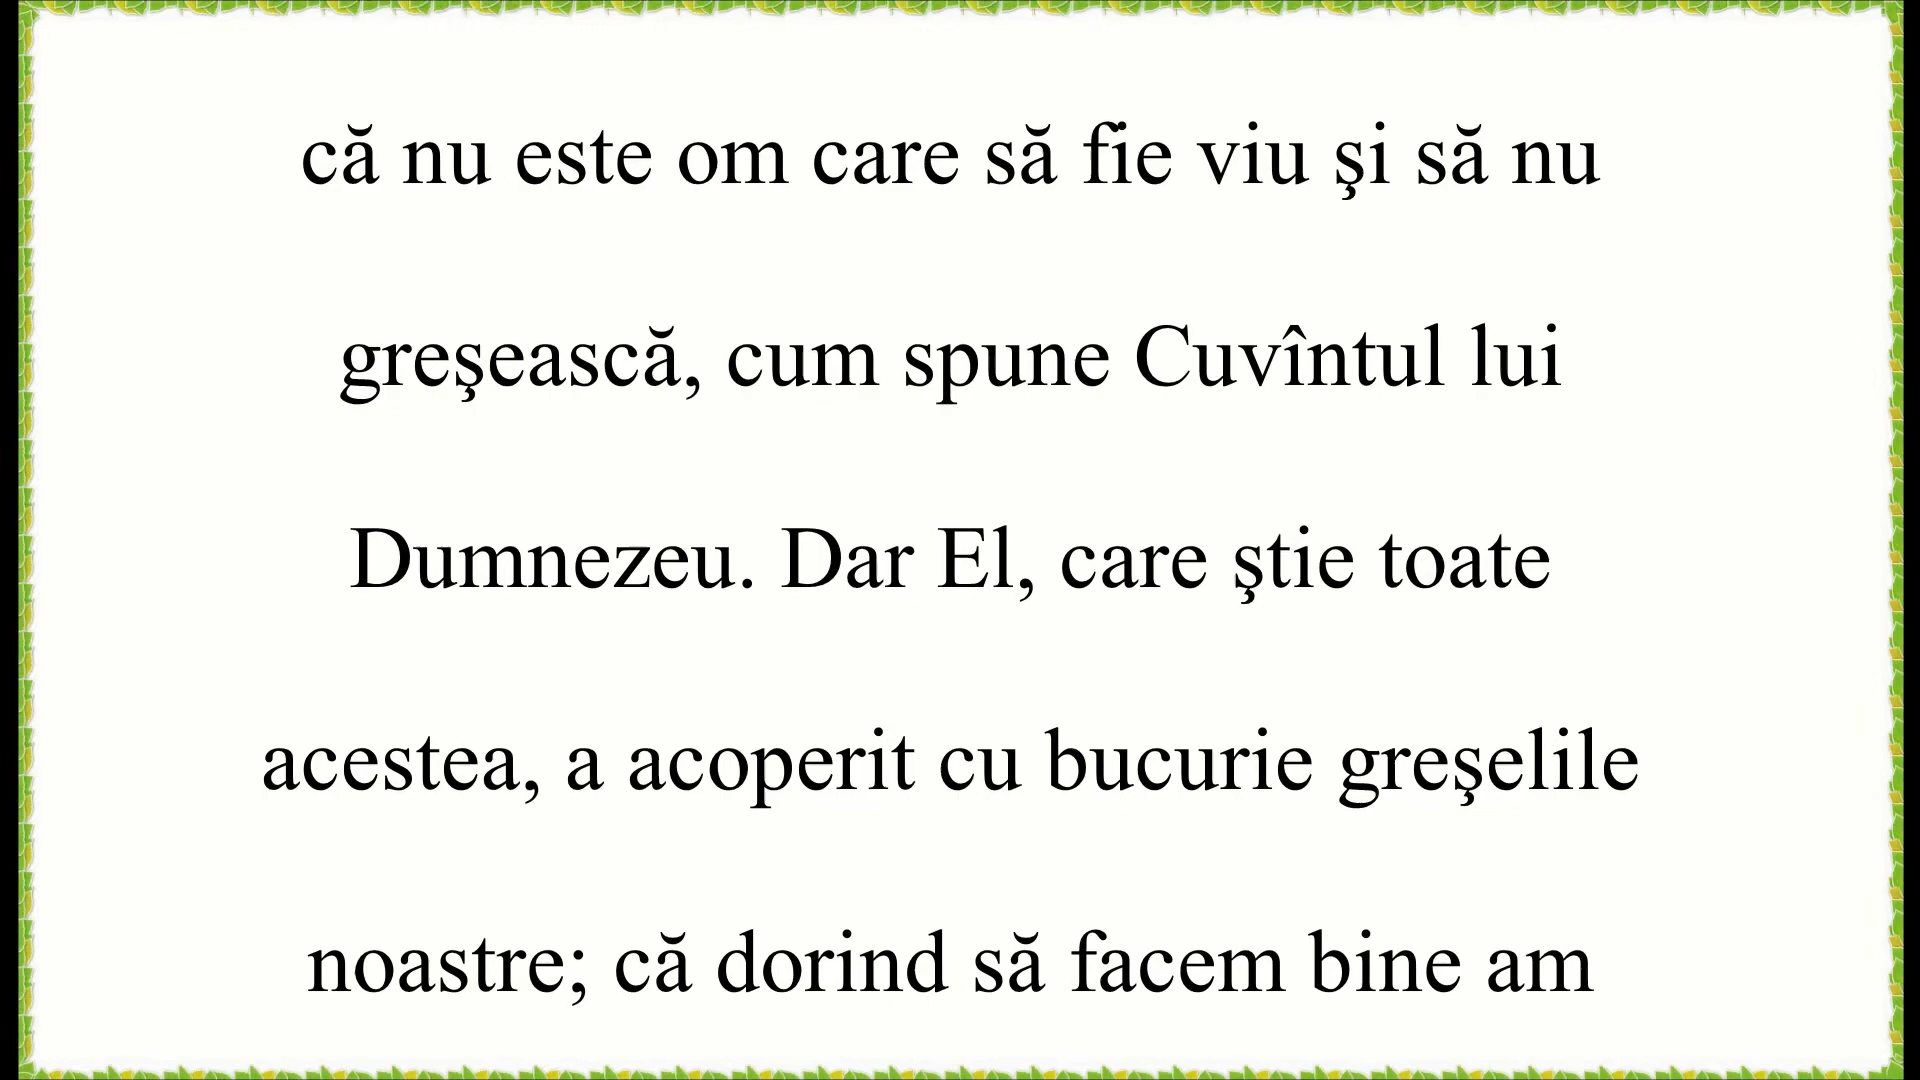 că nu este om care să fie viu şi să nu
greşească, cum spune Cuvîntul lui
Dumnezeu. Dar El, care ştie toate
acestea, a acoperit cu bucurie greşelile
noastre; că dorind să facem bine am